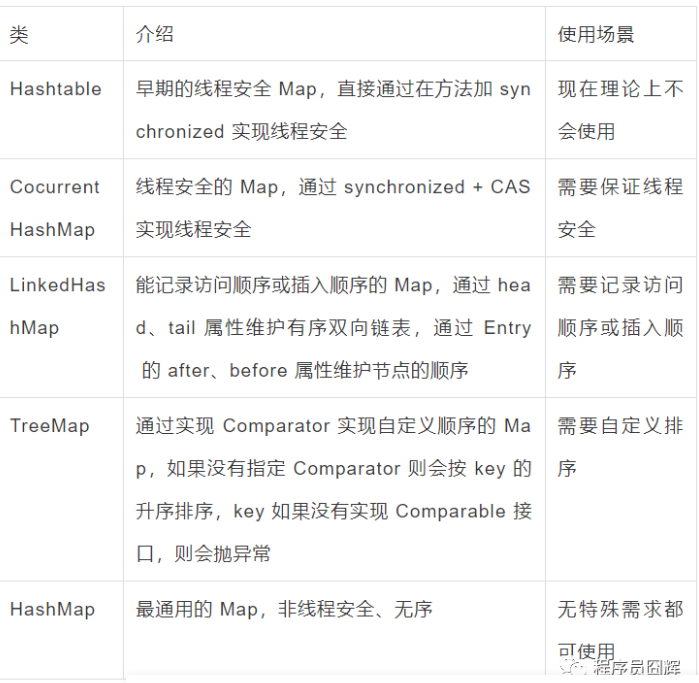 类 介绍 使用场景
Hashtable 早期的线程安全 Map，直接通过在方法加 syn 现在理论上不
chronized 实现线程安全 会使用
Cocurrent 线程安全的 Map，通过 synchronized + CAS 需要保证线程
HashMap 实现线程安全 安全
LinkedHas 能记录访问顺序或插入顺序的 Map，通过 hea 需要记录访问
hMap d、tail 属性维护有序双向链表，通过 Entry 顺序或插入顺
的 after、before 属性维护节点的顺序 序
TreeMap 通过实现 Comparator 实现自定义顺序的 Ma 需要自定义排
p，如果没有指定 Comparator 则会按 key 的 序
升序排序，key 如果没有实现 Comparable 接
口，则会抛异常
HashMap 最通用的 Map，非线程安全、无序 无特殊需求都
可使用
程序员囧辉